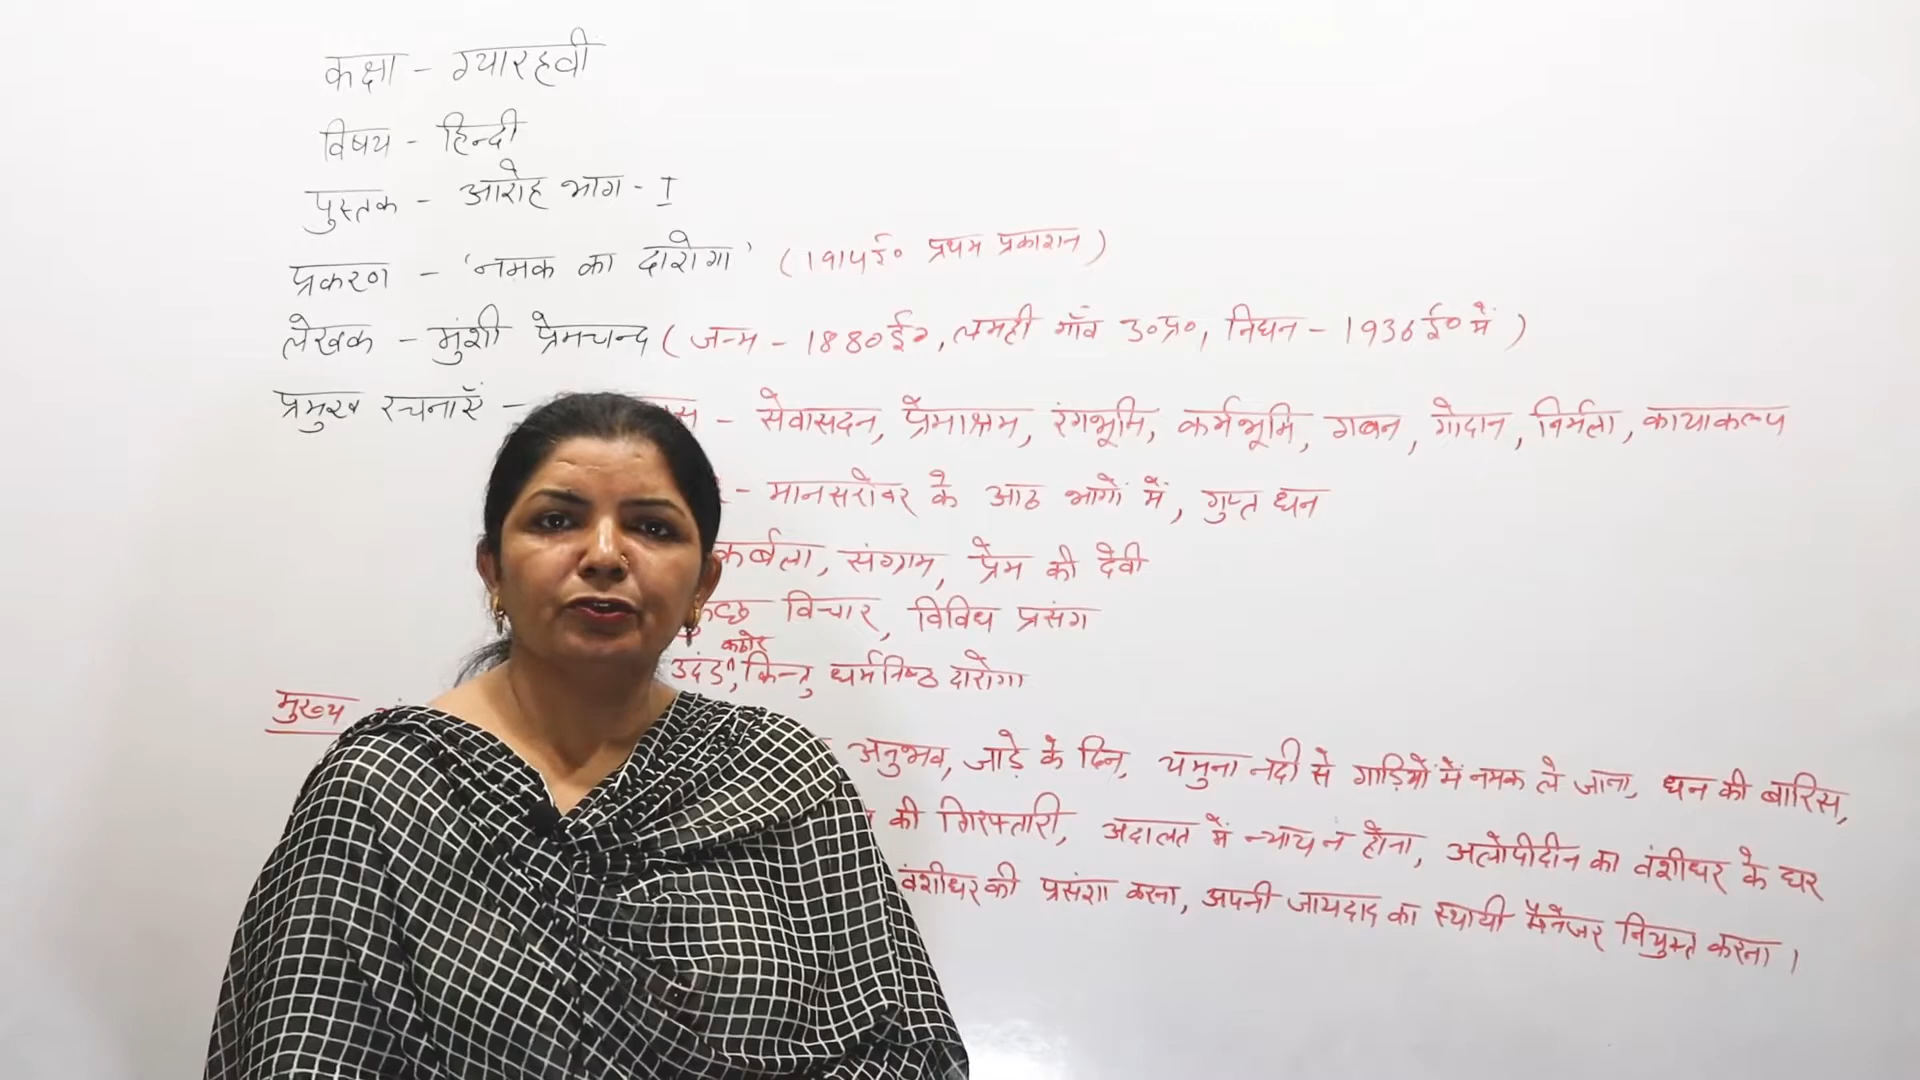 कक्षा - ग्यारहवी
विषय - हिन्दी
पुस्तक - आरोह भाग - I
प्रकरण - 'नमक का दारोगा' (1914ई० प्रथम प्रकाशन)
लेखक - मुंशी प्रेमचन्द (जन्म - 1880ई०, लमही गाँव उ०प्र०, निधन - 1936ई० में)
प्रमुख रचनाएँ - - सेवासदन, प्रेमाश्रम, रंगभूमि, कर्मभूमि, गबन, गोदान, निर्मला, कायाकल्प
- मानसरोवर के आठ भागों में, गुप्त धन
कर्बला, संग्राम, प्रेम की देवी
कुछ विचार, विविध प्रसंग
कठोर
उदंड, किन्तु धर्मनिष्ठ दारोगा
मुख्य
अनुभव, जाड़े के दिन, यमुना नदी से गाड़ियों में नमक ले जाना, धन की बारिस,
की गिरफ्तारी, अदालत में न्याय न होना, अलोपीदीन का वंशीधर के घर
वंशीधर की प्रसंशा करना, अपनी जायदाद का स्थायी मैनेजर नियुक्त करना।